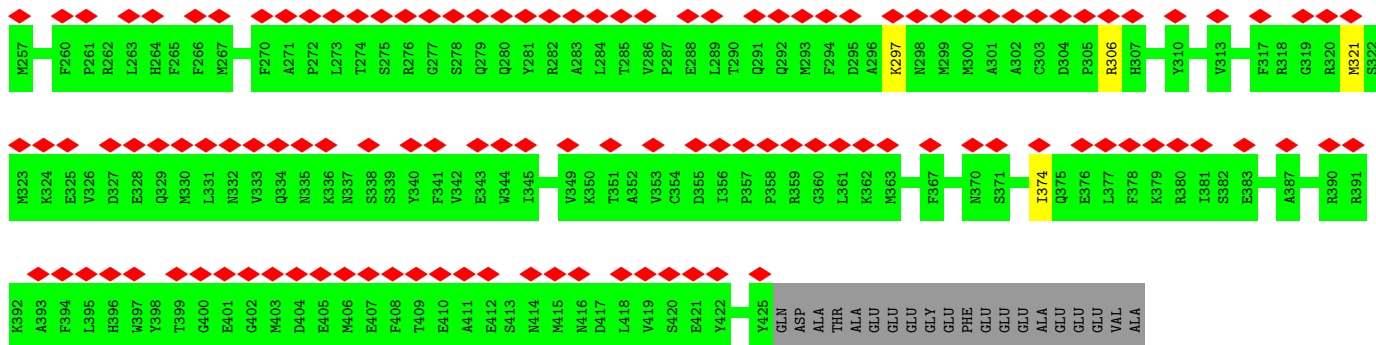 M257 F260 P261 R262 L263 H264 F265 F266 M267 F270 A271 P272 L273 T274 S275 R276 G277 S278 Q279 Q280 Y281 R282 A283 L284 T285 V286 P287 E288 L289 T290 Q291 Q292 M293 F294 D295 A296 K297 N298 M299 M300 A301 A302 C303 D304 P305 R306 H307 Y310 V313 F317 R318 G319 R320 M321 S322
M323 K324 E325 V326 D327 E328 Q329 M330 L331 N332 V333 Q334 N335 K336 N337 S338 S339 Y340 F341 V342 E343 W344 I345 V349 K350 T351 A352 V353 C354 D355 I356 P357 P358 R359 G360 L361 K362 M363 F367 N370 S371 I374 Q375 E376 L377 F378 K379 R380 I381 S382 E383 A387 R390 R391
K392 A393 F394 L395 H396 W397 Y398 T399 G400 E401 G402 M403 D404 E405 M406 E407 F408 T409 E410 A411 E412 S413 N414 M415 N416 D417 L418 V419 S420 E421 Y422 Y425 GLN ASP ALA THR ALA GLU GLU GLU GLY GLU PHE GLU GLU GLU ALA GLU GLU GLU VAL ALA